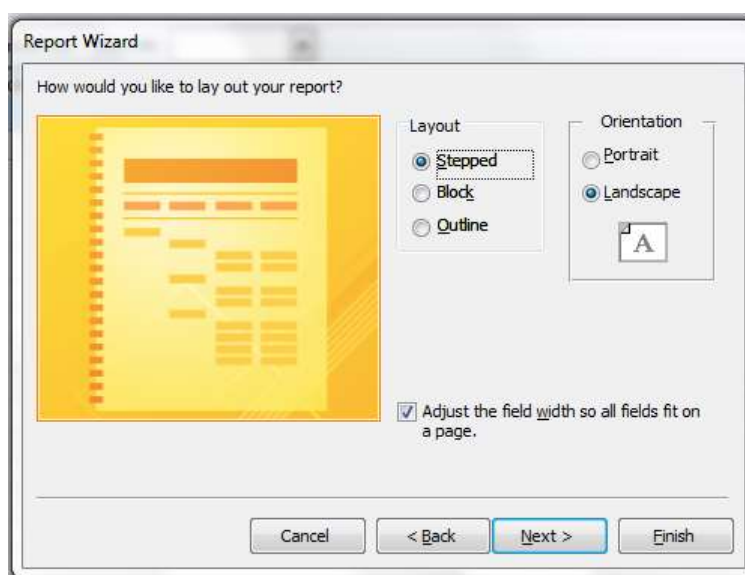 Report Wizard
How would you like to lay out your report?
Layout
Stepped
Block
Outline
Orientation
Portrait
Landscape
A
Adjust the field width so all fields fit on
a page.
Cancel
< Back
Next >
Finish